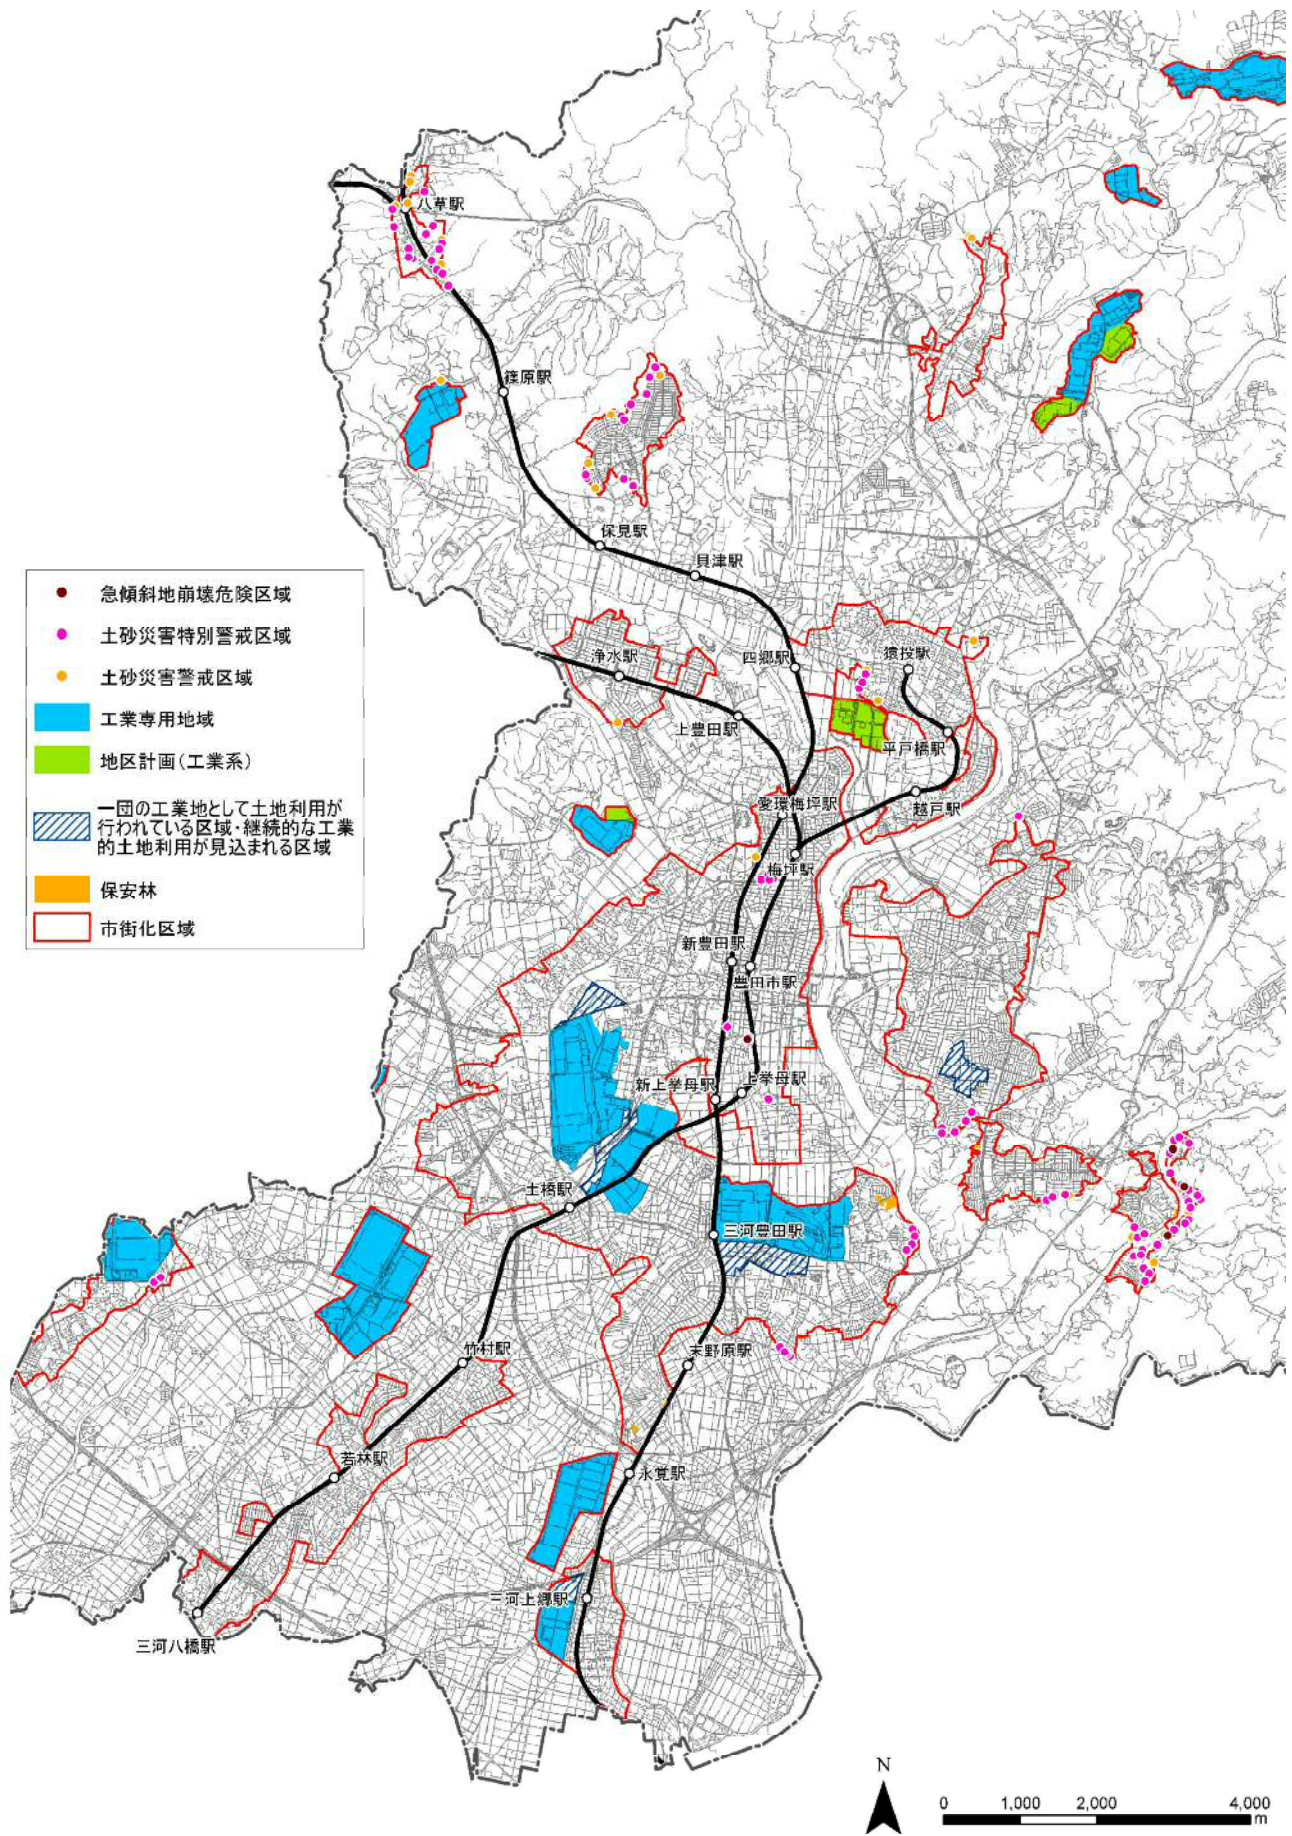 八草駅
篠原駅
保見駅
貝津駅
急傾斜地崩壊危険区域
土砂災害特別警戒区域
土砂災害警戒区域
工業専用地域
地区計画(工業系)
一団の工業地として土地利用が
行われている区域・継続的な工業
的土地利用が見込まれる区域
保安林
市街化区域
浄水駅
四郷駅
猿投駅
上豊田駅
平戸橋駅
愛環梅坪駅
越戸駅
梅坪駅
新豊田駅
豊田市駅
新上挙母駅
上挙母駅
土橋駅
三河豊田駅
竹村駅
末野原駅
若林駅
永覚駅
三河上郷駅
三河八橋駅
N
0 1,000 2,000 4,000
m